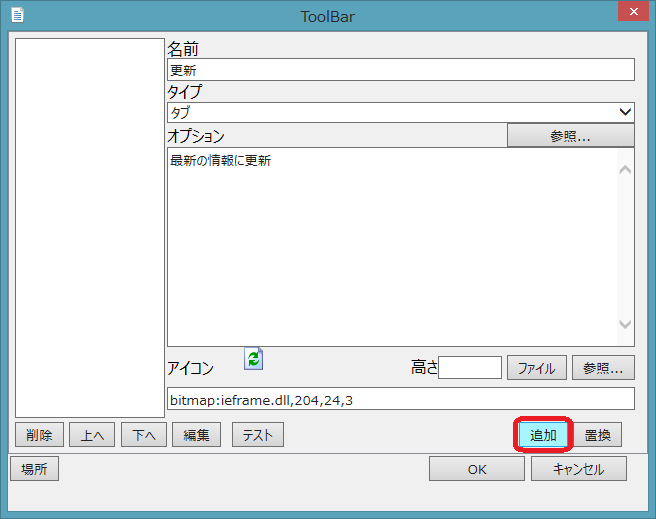 ToolBar
名前
更新
タイプ
タブ
オプション
参照...
最新の情報に更新
アイコン
高さ
ファイル
参照...
bitmap:ieframe.dll,204,24,3
削除
上へ
下へ
編集
テスト
追加
置換
場所
OK
キャンセル